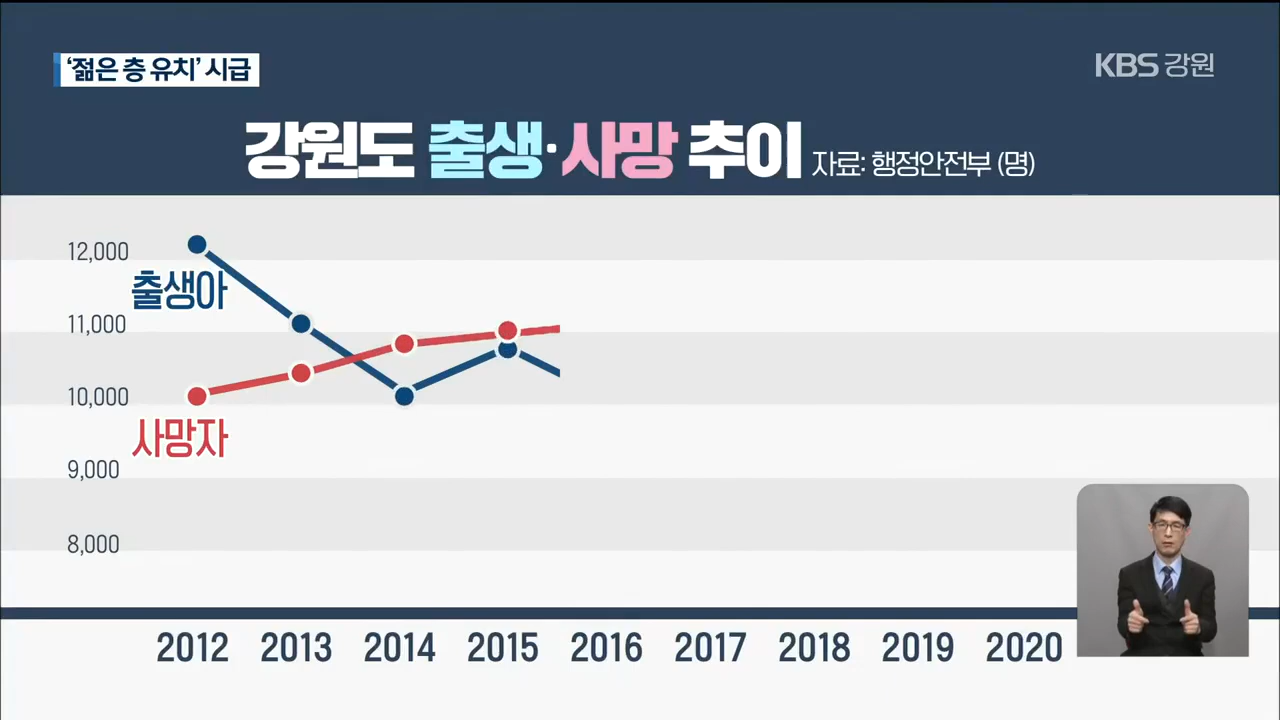 ‘젊은 층 유치’ 시급
KBS 강원
강원도 출생·사망 추이 자료: 행정안전부 (명)
12,000
출생아
11,000
10,000
사망자
9,000
8,000
2012 2013 2014 2015 2016 2017 2018 2019 2020